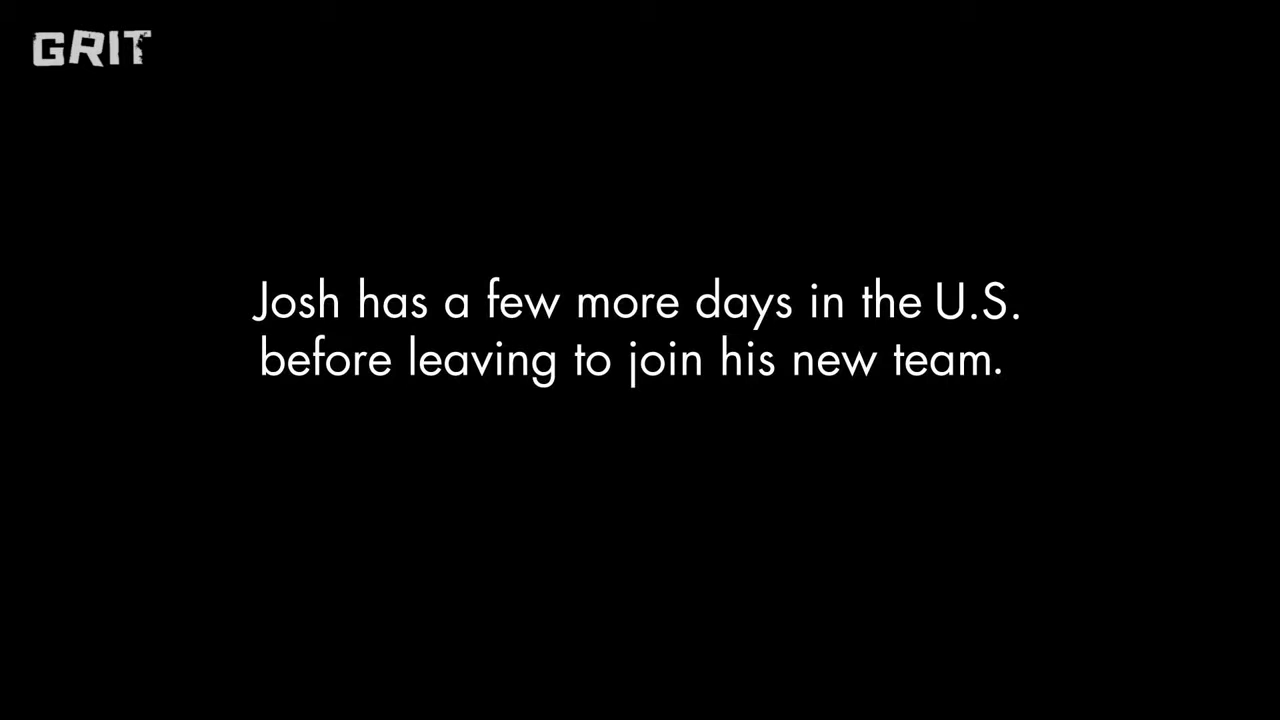 GRIT
Josh has a few more days in the U.S.
before leaving to join his new team.